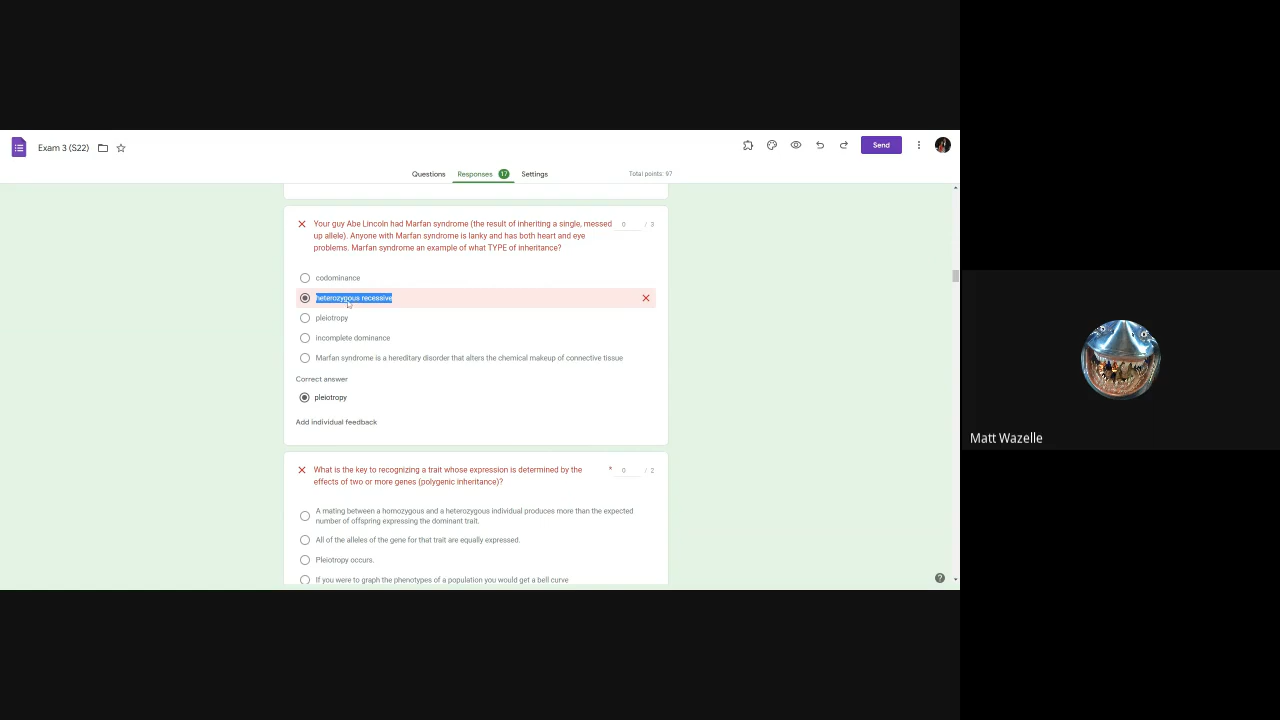 Exam 3 (S22)
Send
Questions
Responses
17
Settings
Total points: 97
Your guy Abe Lincoln had Marfan syndrome (the result of inheriting a single, messed
0 / 3
up allele). Anyone with Marfan syndrome is lanky and has both heart and eye
problems. Marfan syndrome an example of what TYPE of inheritance?
codominance
heterozygous recessive
pleiotropy
incomplete dominance
Marfan syndrome is a hereditary disorder that alters the chemical makeup of connective tissue
Correct answer
pleiotropy
Add individual feedback
What is the key to recognizing a trait whose expression is determined by the
* 0 / 2
effects of two or more genes (polygenic inheritance)?
A mating between a homozygous and a heterozygous individual produces more than the expected
number of offspring expressing the dominant trait.
All of the alleles of the gene for that trait are equally expressed.
Pleiotropy occurs.
If you were to graph the phenotypes of a population you would get a bell curve
Matt Wazelle